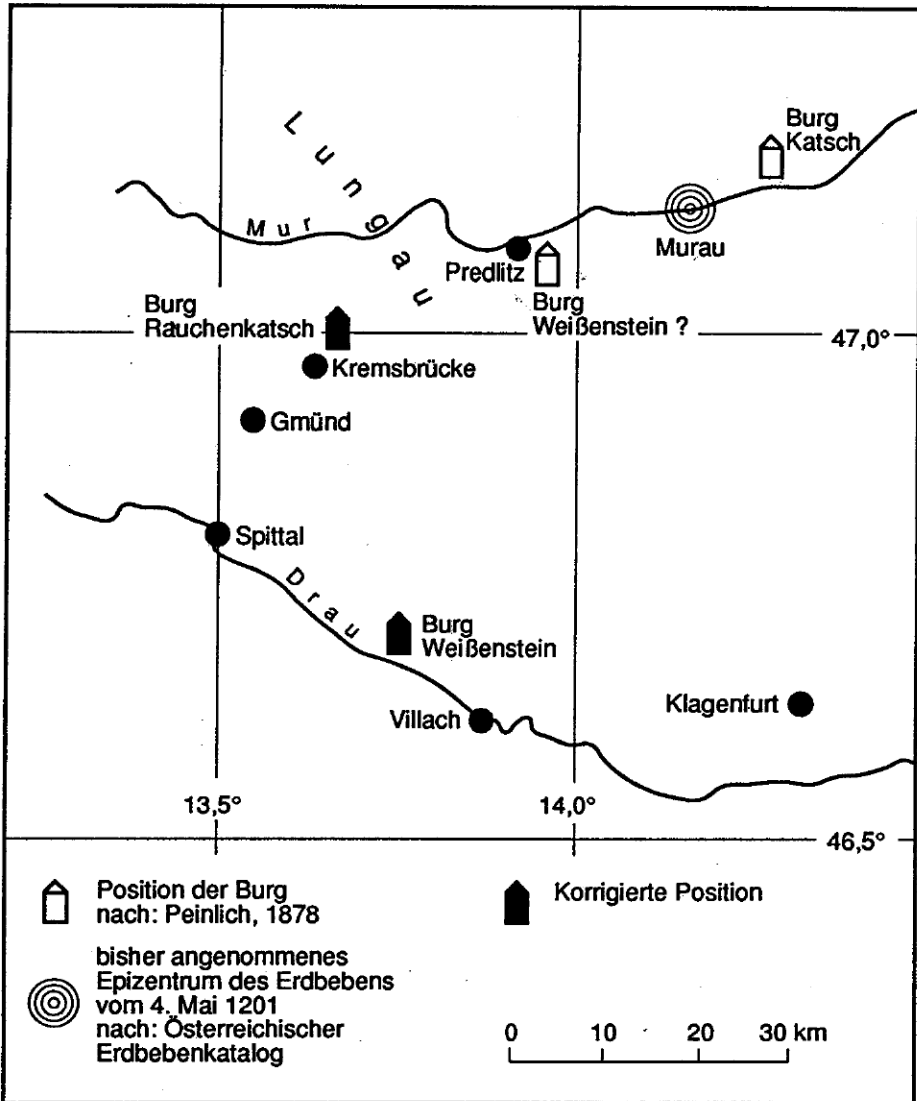 Lungau
Burg
Katsch
Mur
Murau
Predlitz
Burg
Weißenstein ?
Burg
Rauchenkatsch
47,0°
Kremsbrücke
Gmünd
Spittal
Drau
Burg
Weißenstein
Klagenfurt
Villach
13,5°
14,0°
46,5°
Position der Burg
nach: Peinlich, 1878
Korrigierte Position
bisher angenommenes
Epizentrum des Erdbebens
vom 4. Mai 1201
nach: Österreichischer
Erdbebenkatalog
0 10 20 30 km